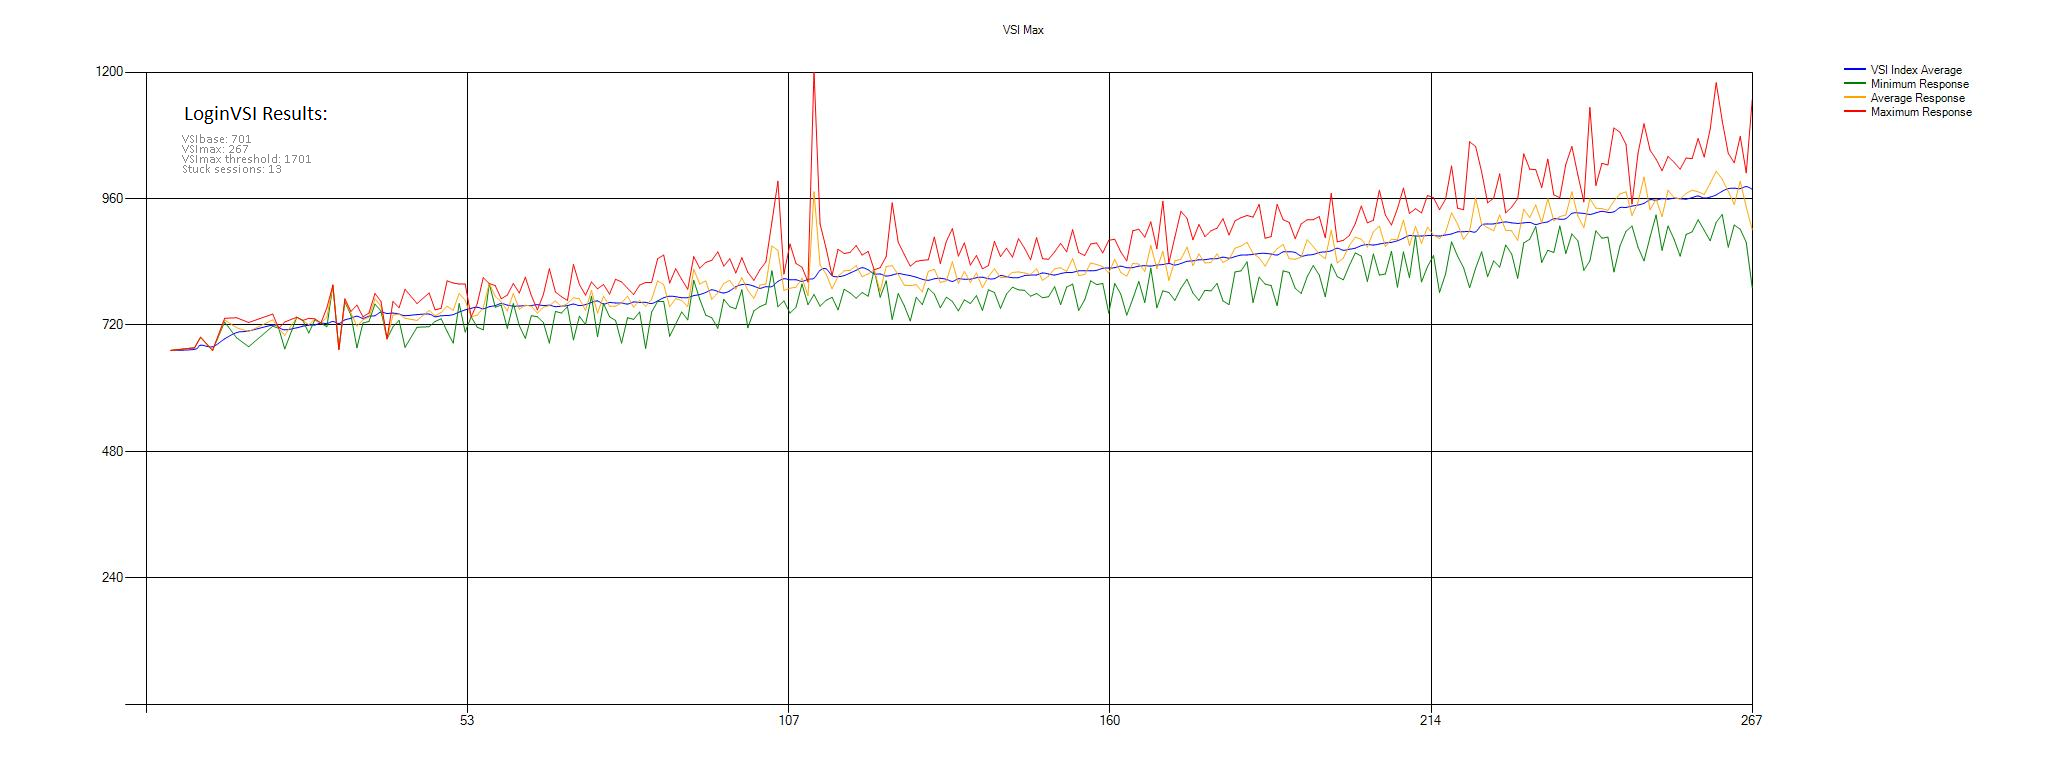 VSI Max
1200
960
720
480
240
LoginVSI Results:
VSIbase: 701
VSImax: 267
VSImax threshold: 1701
Stuck sessions: 13
VSI Index Average
Minimum Response
Average Response
Maximum Response
53
107
160
214
267